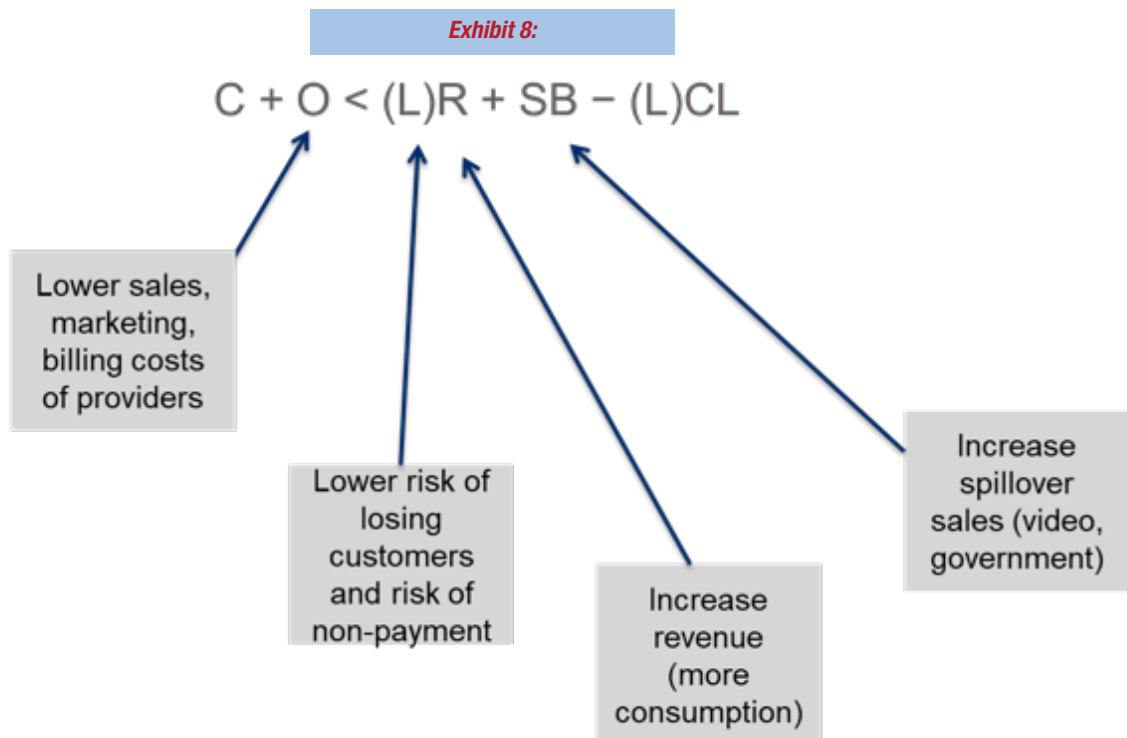 Exhibit 8:
C + O < (L)R + SB − (L)CL
Lower sales,
marketing,
billing costs
of providers
Lower risk of
losing
customers
and risk of
non-payment
Increase
revenue
(more
consumption)
Increase
spillover
sales (video,
government)